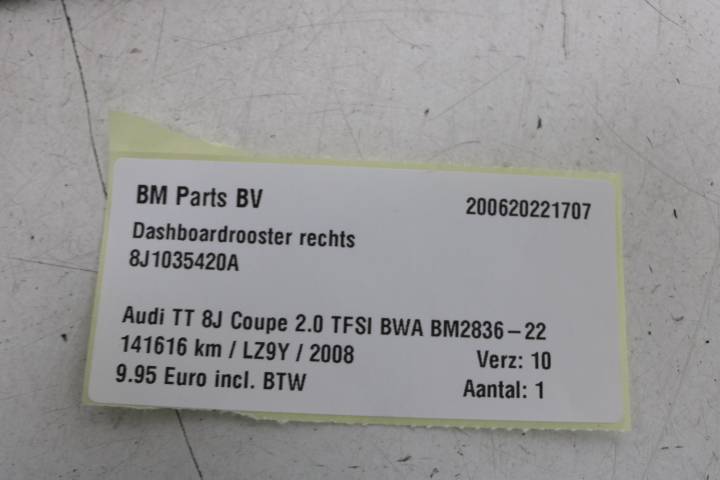 BM Parts BV 200620221707
Dashboardrooster rechts
8J1035420A
Audi TT 8J Coupe 2.0 TFSI BWA BM2836-22
141616 km / LZ9Y / 2008 Verz: 10
9.95 Euro incl. BTW Aantal: 1